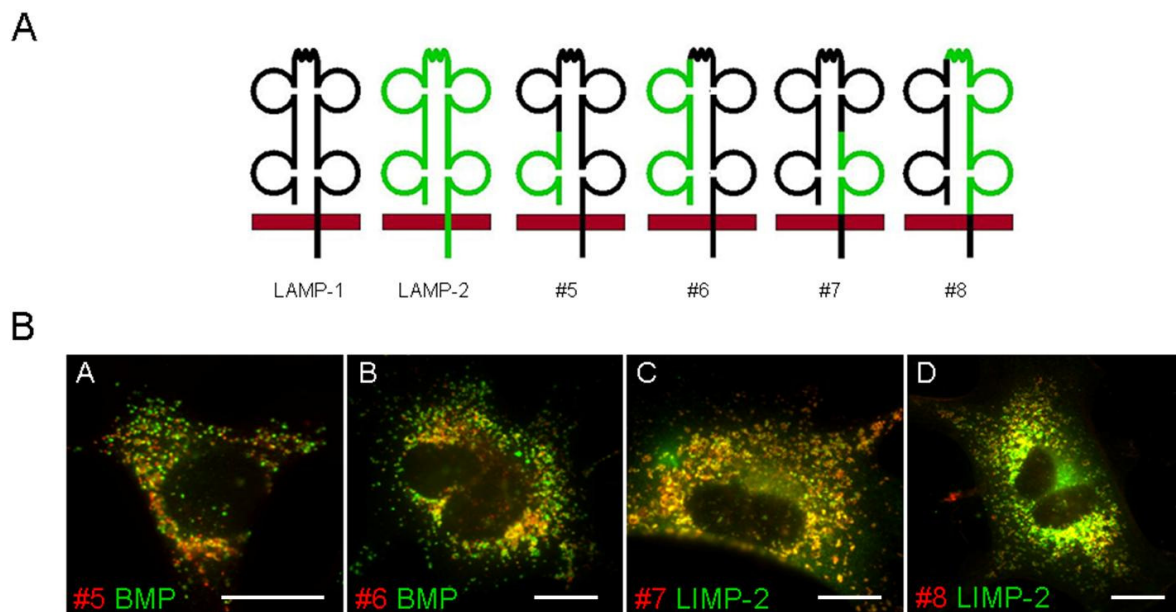 A
LAMP-1 LAMP-2 #5 #6 #7 #8
B
A B C D
#5 BMP #6 BMP #7 LIMP-2 #8 LIMP-2